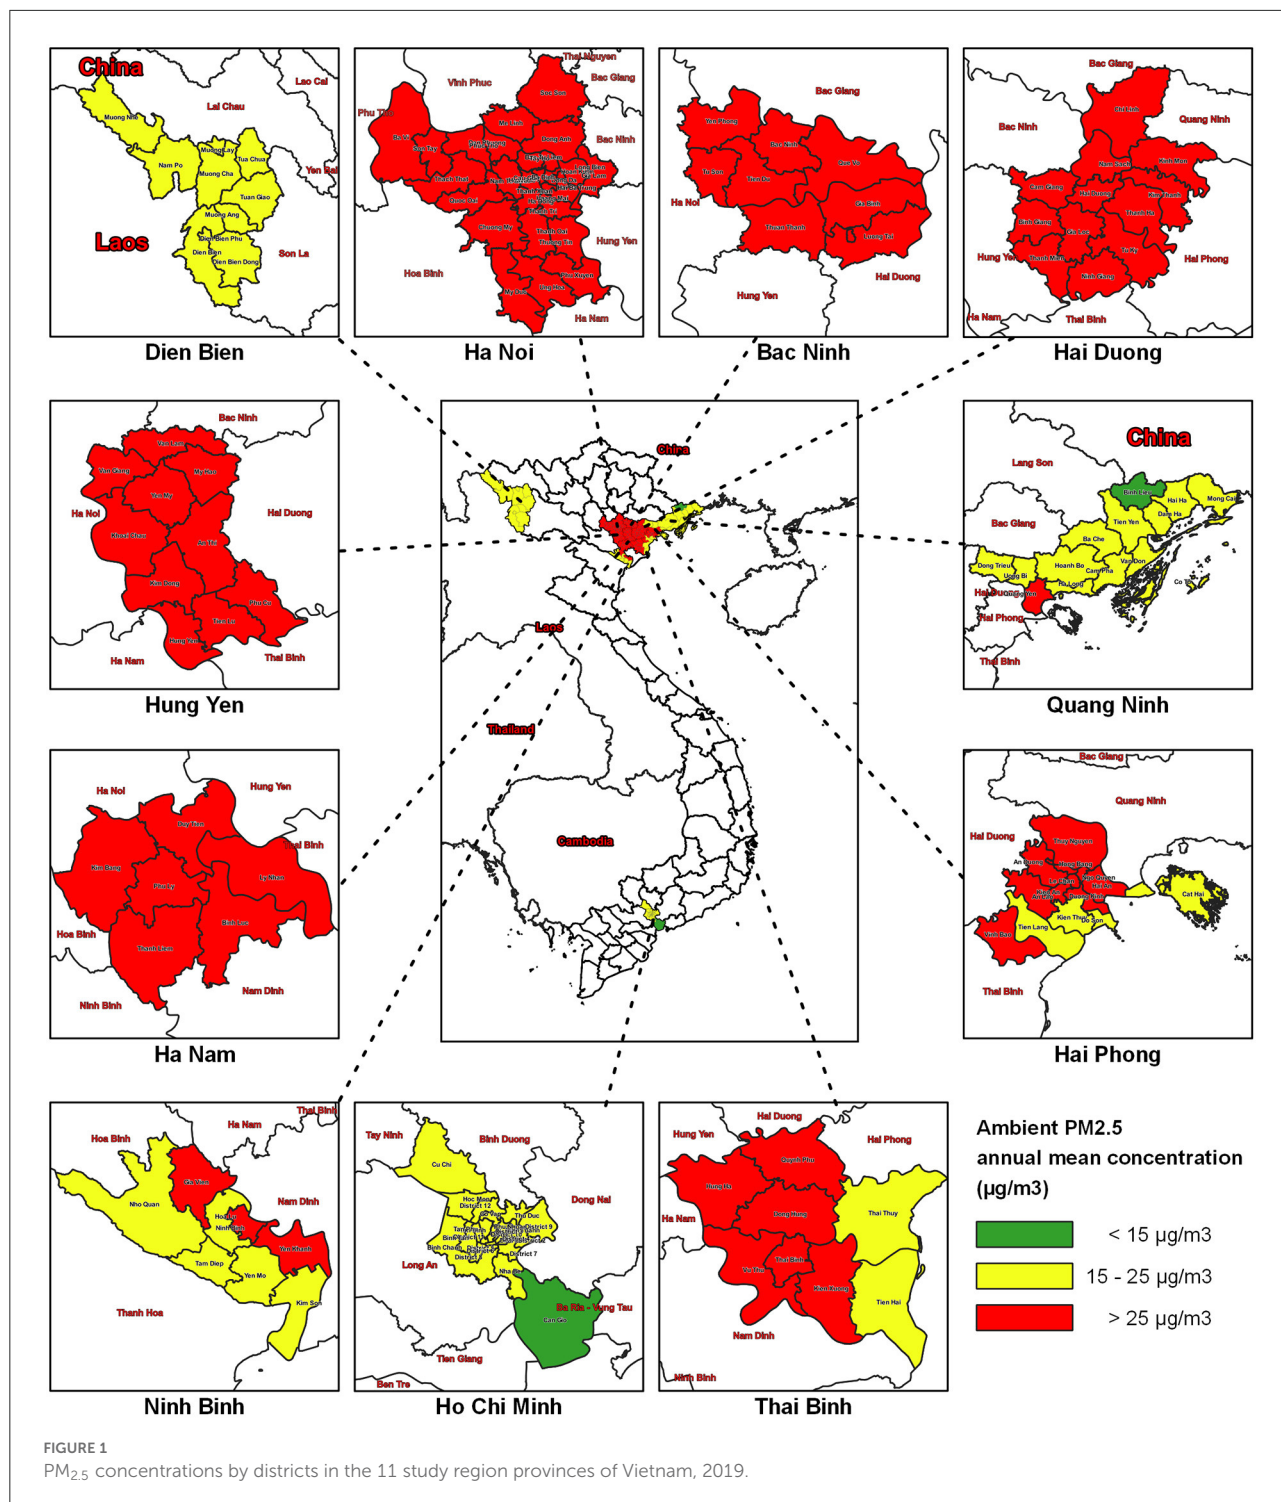 China
Lao Cai
Lai Chau
Muong Nhe
Muong Lay
Tua Chua
Nam Po
Muong Cha
Tuan Giao
Muong Ang
Dien Bien Phu
Dien Bien
Dien Bien Dong
Laos
Son La
Dien Bien
Thai Nguyen
Vinh Phuc
Bac Giang
Soc Son
Ba Vi
Son Tay
Me Linh
Dong Anh
Bac Ninh
Thach That
Quoc Oai
Chuong My
Thanh Tri
Thanh Oai
Thuong Tin
Hung Yen
Hoa Binh
Phu Xuyen
My Duc
Ung Hoa
Ha Nam
Ha Noi
Bac Giang
Yen Phong
Bac Ninh
Que Vo
Tu Son
Tien Du
Ha Noi
Gia Binh
Thuan Thanh
Luong Tai
Hai Duong
Hung Yen
Bac Ninh
Bac Giang
Chi Linh
Bac Ninh
Quang Ninh
Nam Sach
Kinh Mon
Cam Giang
Hai Duong
Kim Thanh
Binh Giang
Thanh Ha
Gia Loc
Tu Ky
Hung Yen
Thanh Mien
Hai Phong
Ninh Giang
Ha Nam
Thai Binh
Hai Duong
Bac Ninh
Van Lam
Van Giang
My Hao
Yen My
Ha Noi
Hai Duong
Khoai Chau
An Thi
Kim Dong
Phu Cu
Tien Lu
Hung Yen
Ha Nam
Thai Binh
Hung Yen
China
Laos
Thailand
Cambodia
China
Lang Son
Binh Lieu
Hai Ha
Mong Cai
Dam Ha
Bac Giang
Tien Yen
Ba Che
Dong Trieu
Hoanh Bo
Van Don
Uong Bi
Cam Pha
Ha Long
Hai Duong
Hai Phong
Thai Binh
Quang Ninh
Ha Noi
Hung Yen
Duy Tien
Thai Binh
Kim Bang
Phu Ly
Ly Nhan
Binh Luc
Hoa Binh
Thanh Liem
Nam Dinh
Ninh Binh
Ha Nam
Bac Giang
Quang Ninh
Hai Duong
Thuy Nguyen
An Duong
Hong Bang
Le Chan
Hai An
Cat Hai
Kien Thuy
Do Son
Tien Lang
Vinh Bao
Thai Binh
Hai Phong
Thai Binh
Ha Nam
Hoa Binh
Gia Vien
Nho Quan
Nam Dinh
Hoa Lu
Ninh Binh
Yen Khanh
Tam Diep
Yen Mo
Kim Son
Thanh Hoa
Ninh Binh
Tay Ninh
Binh Duong
Cu Chi
Dong Nai
Hoc Mon
District 12
Thu Duc
District 9
Binh Chanh
District 8
District 7
Long An
Nha Be
Ba Ria - Vung Tau
Can Gio
Tien Giang
Ben Tre
Ho Chi Minh
Hai Duong
Hung Yen
Hai Phong
Quynh Phu
Hung Ha
Thai Thuy
Dong Hung
Ha Nam
Thai Binh
Vu Thu
Kien Xuong
Tien Hai
Nam Dinh
Ninh Binh
Thai Binh
Ambient PM2.5
annual mean concentration
(µg/m3)
< 15 µg/m3
15 - 25 µg/m3
> 25 µg/m3
FIGURE 1
PM2.5 concentrations by districts in the 11 study region provinces of Vietnam, 2019.